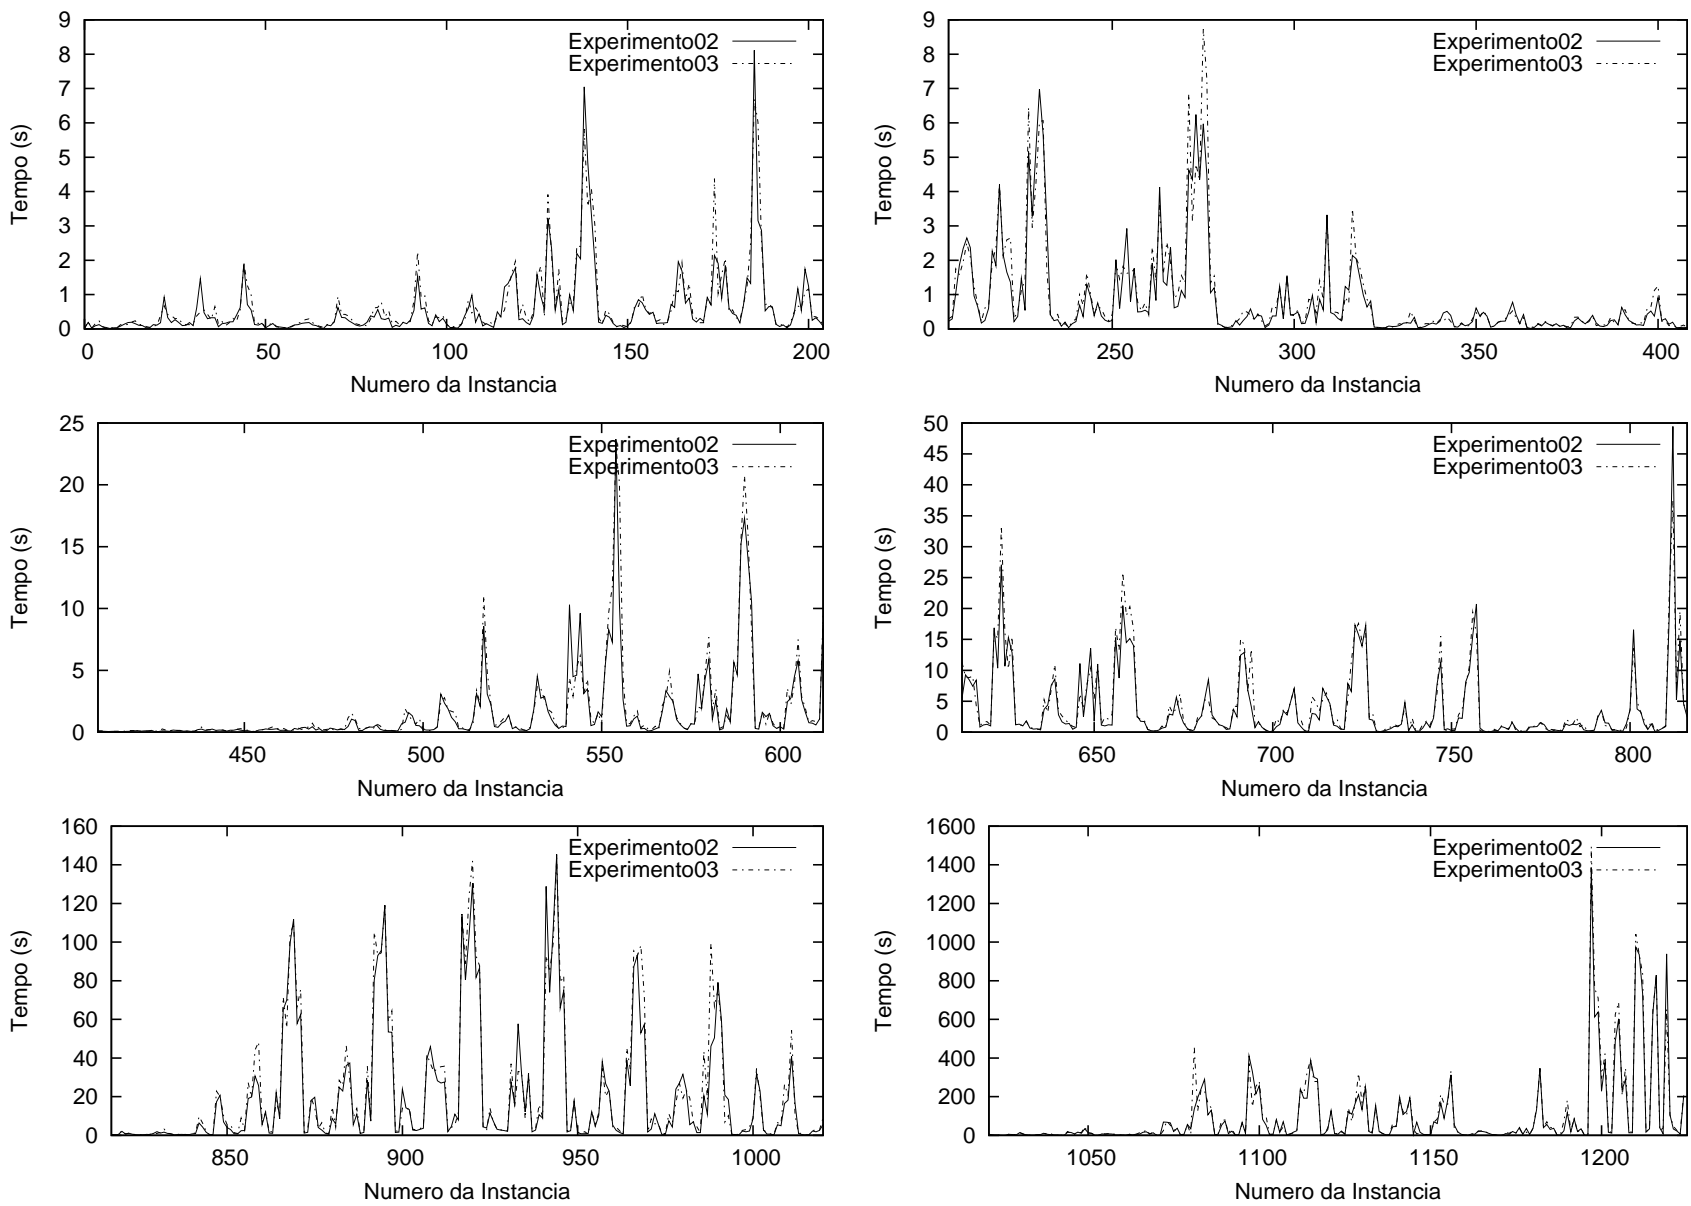 9
8
7
6
5
4
3
2
1
0
Tempo (s)
Experimento02
Experimento03
0 50 100 150 200
Numero da Instancia
9
8
7
6
5
4
3
2
1
0
Tempo (s)
Experimento02
Experimento03
250 300 350 400
Numero da Instancia
25
20
15
10
5
0
Tempo (s)
Experimento02
Experimento03
450 500 550 600
Numero da Instancia
50
45
40
35
30
25
20
15
10
5
0
Tempo (s)
Experimento02
Experimento03
650 700 750 800
Numero da Instancia
160
140
120
100
80
60
40
20
0
Tempo (s)
Experimento02
Experimento03
850 900 950 1000
Numero da Instancia
1600
1400
1200
1000
800
600
400
200
0
Tempo (s)
Experimento02
Experimento03
1050 1100 1150 1200
Numero da Instancia